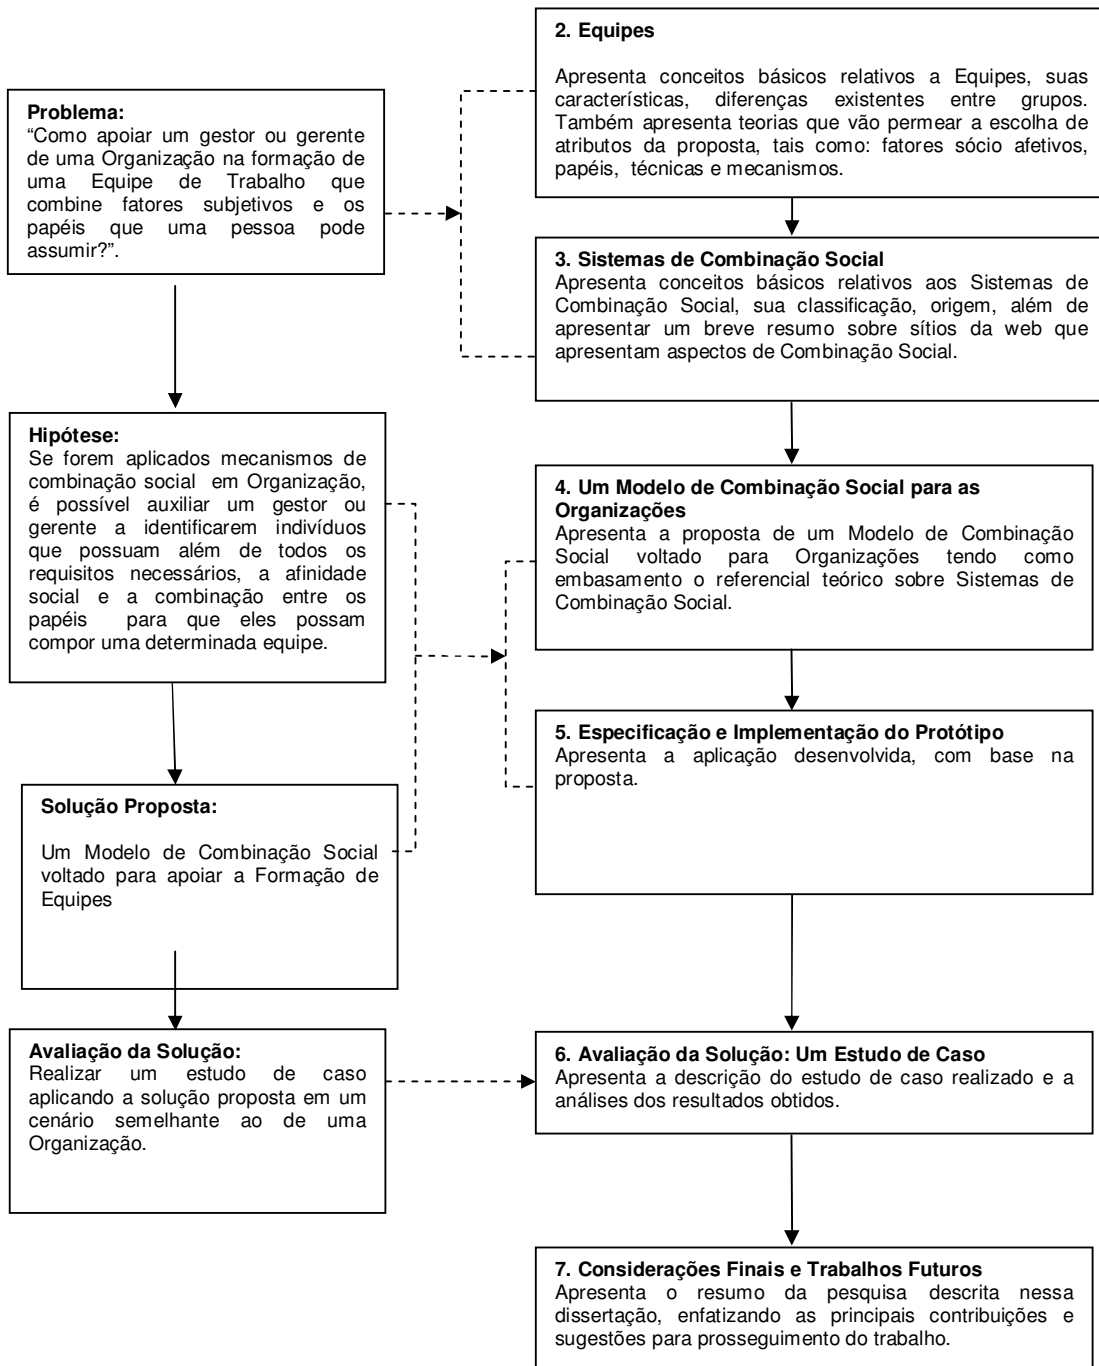 Problema:
“Como apoiar um gestor ou gerente
de uma Organização na formação de
uma Equipe de Trabalho que
combine fatores subjetivos e os
papéis que uma pessoa pode
assumir?”.
Hipótese:
Se forem aplicados mecanismos de
combinação social em Organização,
é possível auxiliar um gestor ou
gerente a identificarem indivíduos
que possuam além de todos os
requisitos necessários, a afinidade
social e a combinação entre os
papéis para que eles possam
compor uma determinada equipe.
Solução Proposta:
Um Modelo de Combinação Social
voltado para apoiar a Formação de
Equipes
Avaliação da Solução:
Realizar um estudo de caso
aplicando a solução proposta em um
cenário semelhante ao de uma
Organização.
2. Equipes
Apresenta conceitos básicos relativos a Equipes, suas
características, diferenças existentes entre grupos.
Também apresenta teorias que vão permear a escolha de
atributos da proposta, tais como: fatores sócio afetivos,
papéis, técnicas e mecanismos.
3. Sistemas de Combinação Social
Apresenta conceitos básicos relativos aos Sistemas de
Combinação Social, sua classificação, origem, além de
apresentar um breve resumo sobre sítios da web que
apresentam aspectos de Combinação Social.
4. Um Modelo de Combinação Social para as
Organizações
Apresenta a proposta de um Modelo de Combinação
Social voltado para Organizações tendo como
embasamento o referencial teórico sobre Sistemas de
Combinação Social.
5. Especificação e Implementação do Protótipo
Apresenta a aplicação desenvolvida, com base na
proposta.
6. Avaliação da Solução: Um Estudo de Caso
Apresenta a descrição do estudo de caso realizado e a
análises dos resultados obtidos.
7. Considerações Finais e Trabalhos Futuros
Apresenta o resumo da pesquisa descrita nessa
dissertação, enfatizando as principais contribuições e
sugestões para prosseguimento do trabalho.